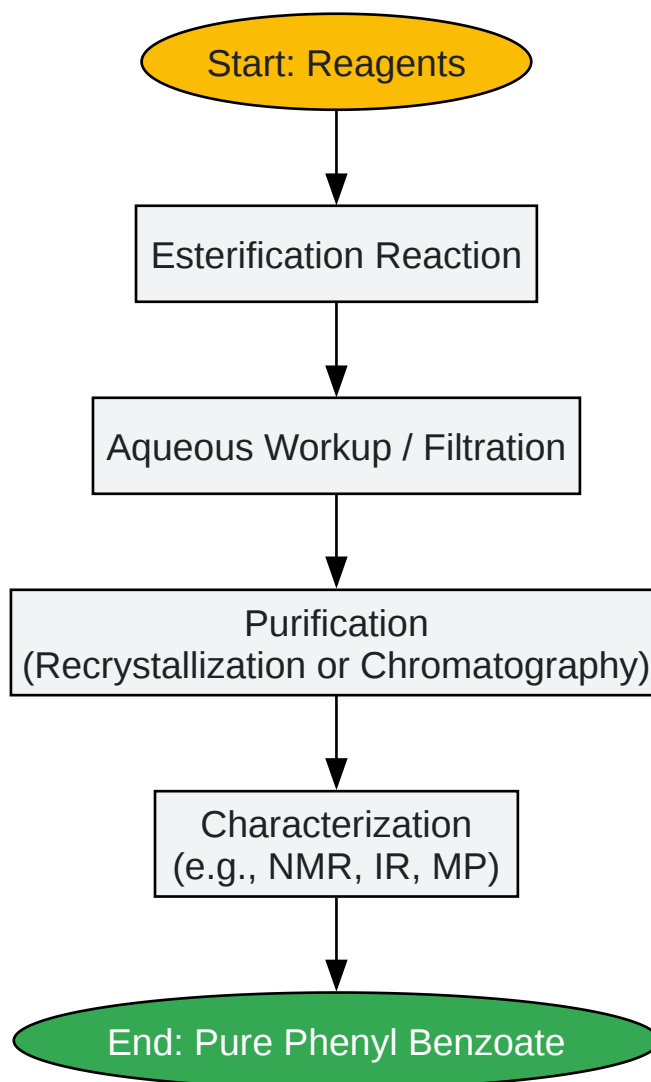 Start: Reagents
Esterification Reaction
Aqueous Workup / Filtration
Purification
(Recrystallization or Chromatography)
Characterization
(e.g., NMR, IR, MP)
End: Pure Phenyl Benzoate